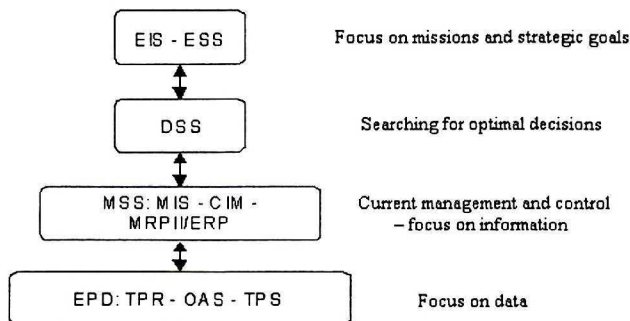 EIS - ESS
Focus on missions and strategic goals
DSS
Searching for optimal decisions
MSS: MIS - CIM -
MRPII/ERP
Current management and control
– focus on information
EPD: TPR - OAS - TPS
Focus on data